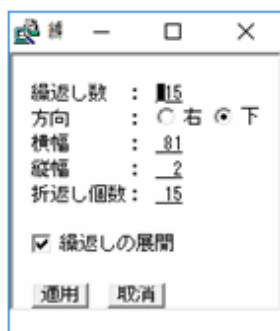 繰返し数 : 15
方向 : 右 下
横幅 : 81
縦幅 : 2
折返し個数 : 15
繰返しの展開
適用 取消